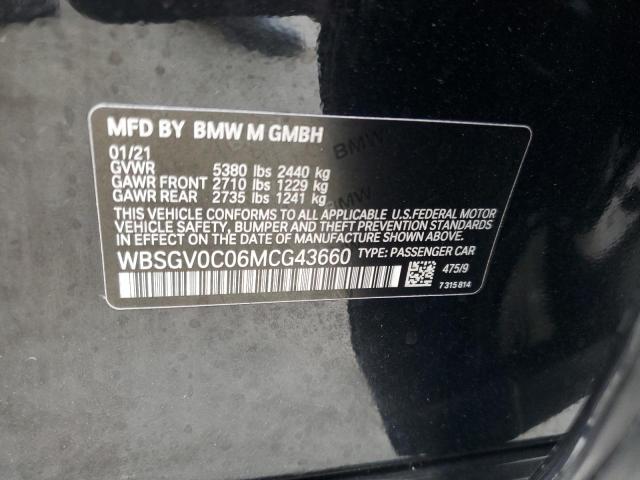 MFD BY BMW M GMBH
01/21
GVWR 5380 lbs 2440 kg
GAWR FRONT 2710 lbs 1229 kg
GAWR REAR 2735 lbs 1241 kg
THIS VEHICLE CONFORMS TO ALL APPLICABLE U.S.FEDERAL MOTOR
VEHICLE SAFETY, BUMPER, AND THEFT PREVENTION STANDARDS
IN EFFECT ON THE DATE OF MANUFACTURE SHOWN ABOVE.
WBSGV0C06MCG43660 TYPE: PASSENGER CAR
475/9
7 315 814